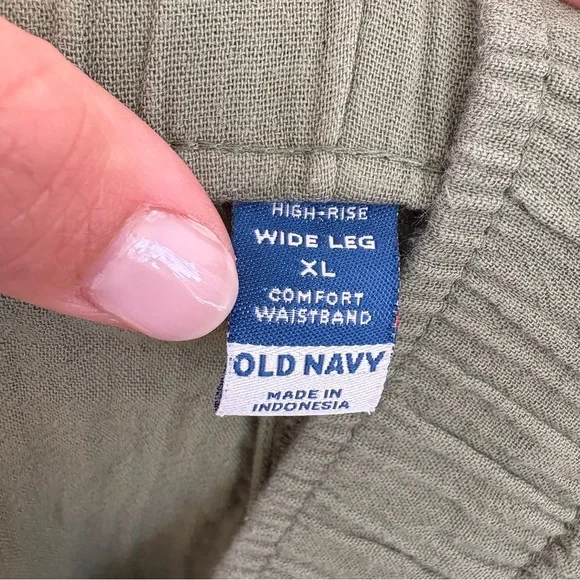 HIGH-RISE
WIDE LEG
XL
COMFORT
WAISTBAND
OLD NAVY
MADE IN
INDONESIA